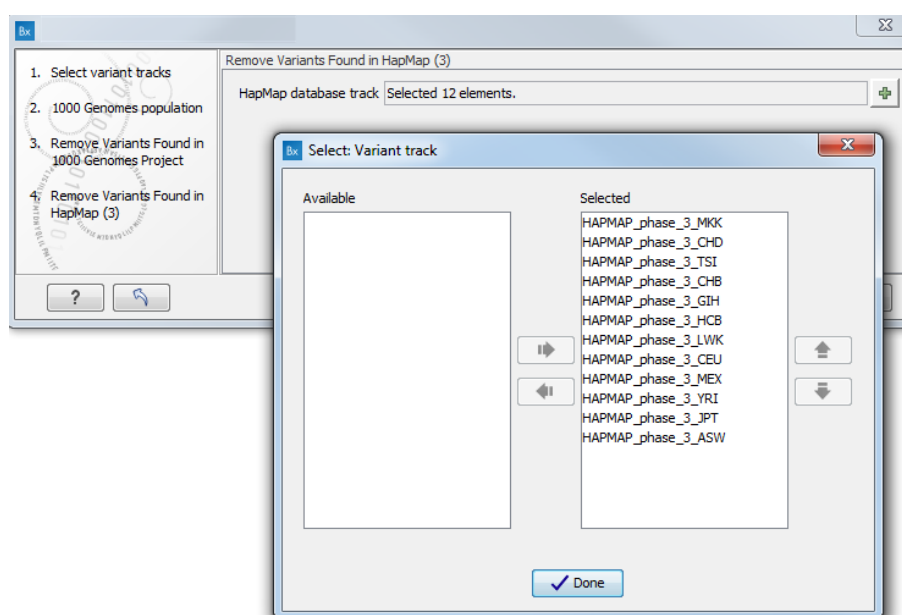 Bx
1. Select variant tracks
2. 1000 Genomes population
3. Remove Variants Found in
1000 Genomes Project
4. Remove Variants Found in
HapMap (3)
Remove Variants Found in HapMap (3)
HapMap database track Selected 12 elements.
?
Bx Select: Variant track
Available
Selected
HAPMAP_phase_3_MKK
HAPMAP_phase_3_CHD
HAPMAP_phase_3_TSI
HAPMAP_phase_3_CHB
HAPMAP_phase_3_GIH
HAPMAP_phase_3_HCB
HAPMAP_phase_3_LWK
HAPMAP_phase_3_CEU
HAPMAP_phase_3_MEX
HAPMAP_phase_3_YRI
HAPMAP_phase_3_JPT
HAPMAP_phase_3_ASW
Done